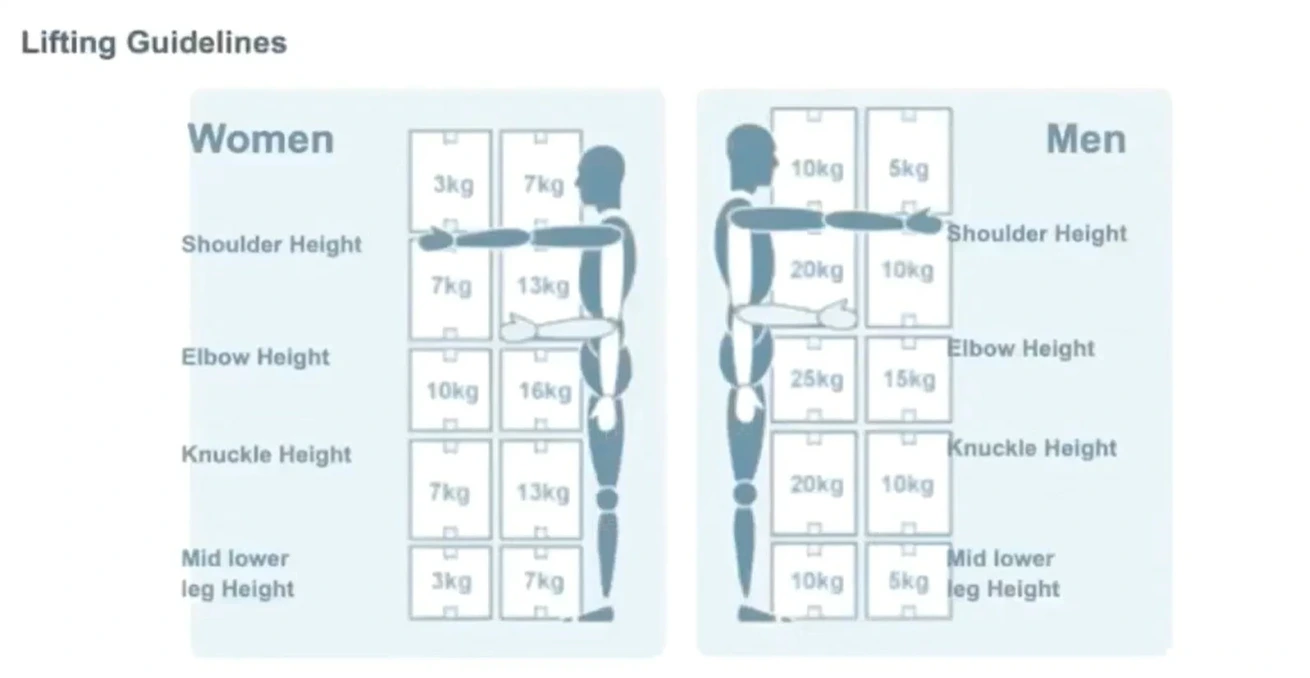 Lifting Guidelines
Women
3kg 7kg
Shoulder Height
7kg 13kg
Elbow Height
10kg 16kg
Knuckle Height
7kg 13kg
Mid lower
leg Height
3kg 7kg
Men
10kg 5kg
Shoulder Height
20kg 10kg
Elbow Height
25kg 15kg
Knuckle Height
20kg 10kg
Mid lower
leg Height
10kg 5kg